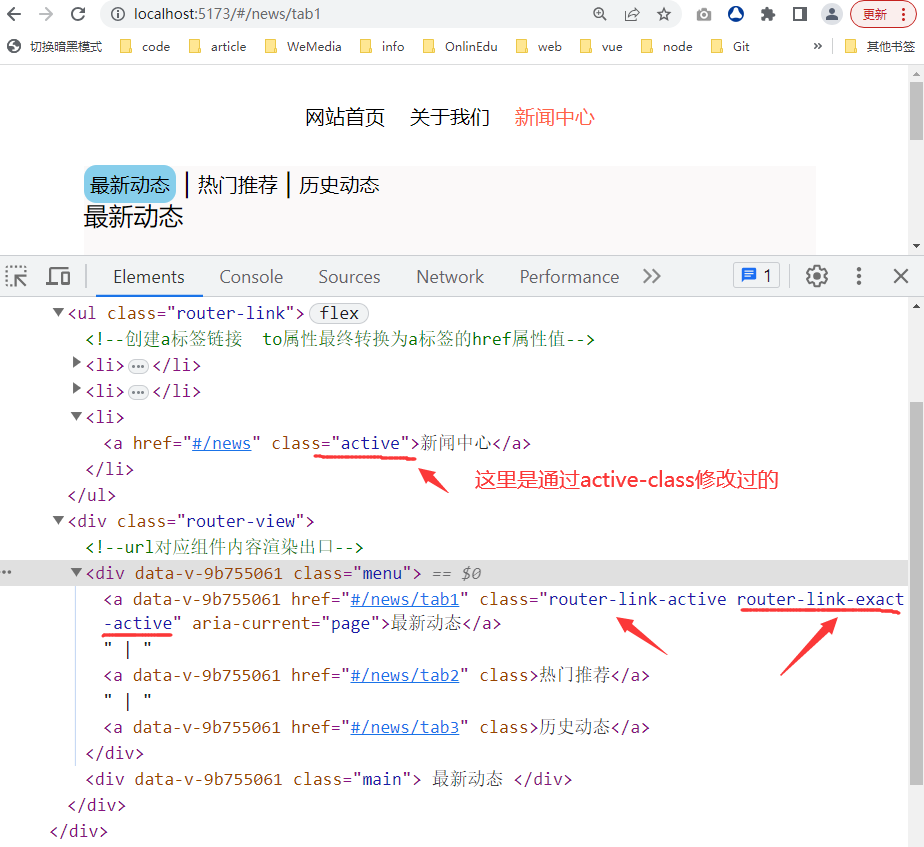 localhost:5173/#/news/tab1
更新
切换暗黑模式 code article WeMedia info OnlinEdu web vue node Git » 其他书签
网站首页 关于我们 新闻中心
最新动态 | 热门推荐 | 历史动态
最新动态
Elements Console Sources Network Performance 1
<ul class="router-link"> flex
<!--创建a标签链接 to属性最终转换为a标签的href属性值-->
<li> … </li>
<li> … </li>
<li>
<a href="#/news" class="active">新闻中心</a>
</li>
这里是通过active-class修改过的
</ul>
<div class="router-view">
<!--url对应组件内容渲染出口-->
<div data-v-9b755061 class="menu"> == $0
<a data-v-9b755061 href="#/news/tab1" class="router-link-active router-link-exact
-active" aria-current="page">最新动态</a>
" | "
<a data-v-9b755061 href="#/news/tab2" class>热门推荐</a>
" | "
<a data-v-9b755061 href="#/news/tab3" class>历史动态</a>
</div>
<div data-v-9b755061 class="main"> 最新动态 </div>
</div>
</div>